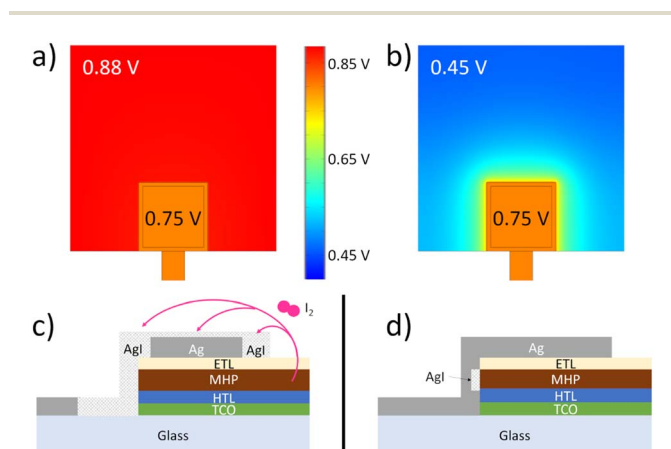 a)
0.88 V
0.75 V
0.85 V
0.65 V
0.45 V
b)
0.45 V
0.75 V
c)
I2
AgI
Ag
AgI
ETL
MHP
HTL
TCO
Glass
d)
Ag
ETL
AgI
MHP
HTL
TCO
Glass